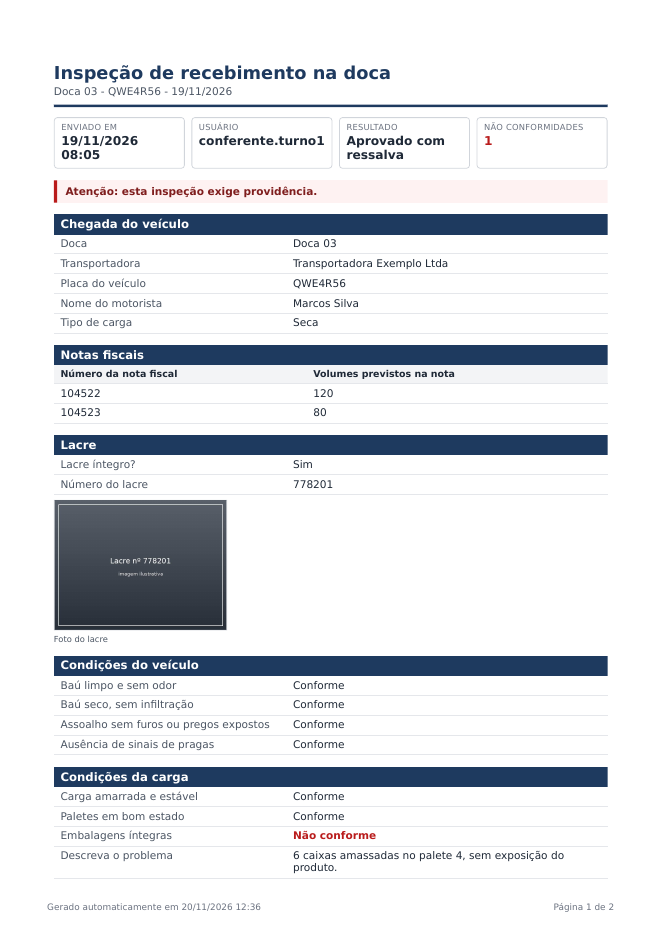 Inspeção de recebimento na doca
Doca 03 - QWE4R56 - 19/11/2026
ENVIADO EM
19/11/2026
08:05
USUÁRIO
conferente.turno1
RESULTADO
Aprovado com
ressalva
NÃO CONFORMIDADES
1
Atenção: esta inspeção exige providência.
Chegada do veículo
Doca Doca 03
Transportadora Transportadora Exemplo Ltda
Placa do veículo QWE4R56
Nome do motorista Marcos Silva
Tipo de carga Seca
Notas fiscais
Número da nota fiscal Volumes previstos na nota
104522 120
104523 80
Lacre
Lacre íntegro? Sim
Número do lacre 778201
Lacre nº 778201
Imagem ilustrativa
Foto do lacre
Condições do veículo
Baú limpo e sem odor Conforme
Baú seco, sem infiltração Conforme
Assoalho sem furos ou pregos expostos Conforme
Ausência de sinais de pragas Conforme
Condições da carga
Carga amarrada e estável Conforme
Paletes em bom estado Conforme
Embalagens íntegras Não conforme
Descreva o problema 6 caixas amassadas no palete 4, sem exposição do
produto.
Gerado automaticamente em 20/11/2026 12:36 Página 1 de 2